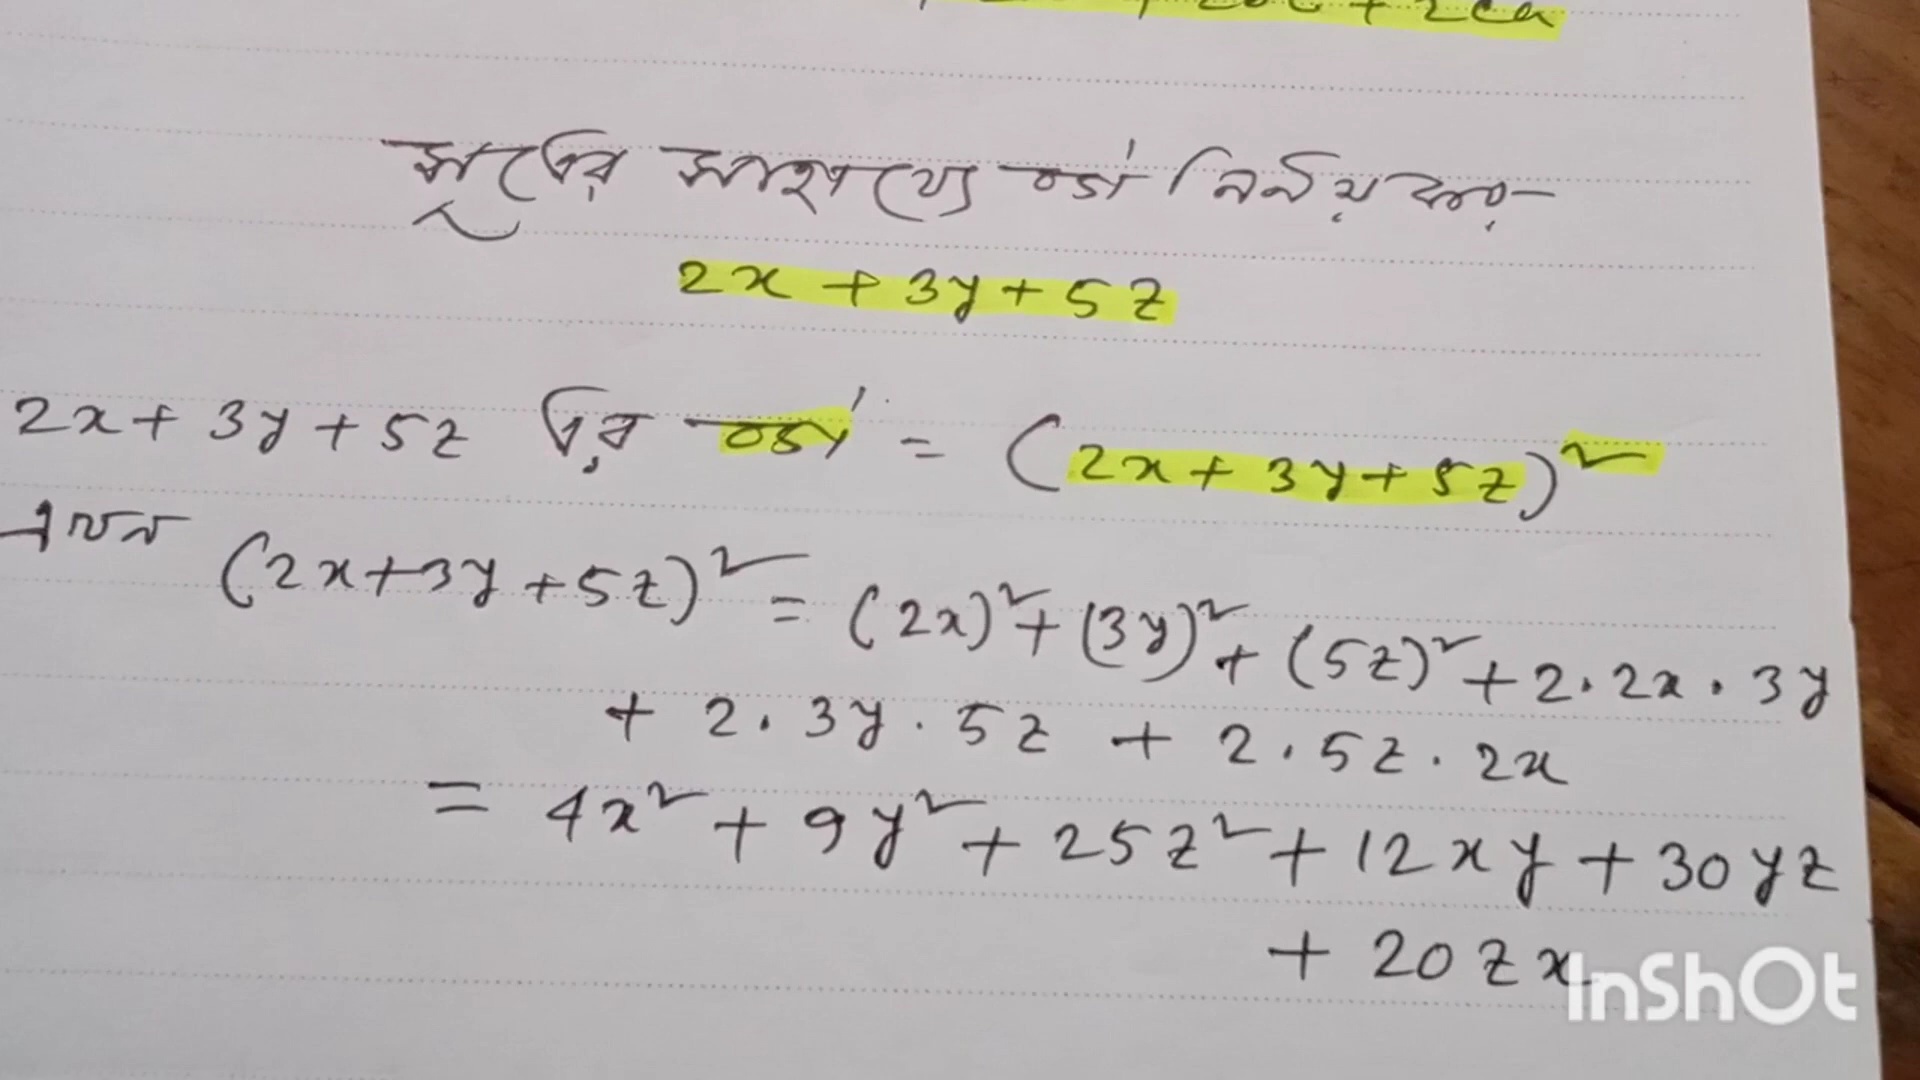 + 2ca
সূত্রের সাহায্যে বর্গ নির্নয় কর-
2x + 3y + 5z
2x + 3y + 5z এর বর্গ = (2x + 3y + 5z)²
এখন (2x+3y+5z)² = (2x)² + (3y)² + (5z)² + 2·2x·3y
+ 2·3y·5z + 2·5z·2x
= 4x² + 9y² + 25z² + 12xy + 30yz
+ 20zx
InShOt